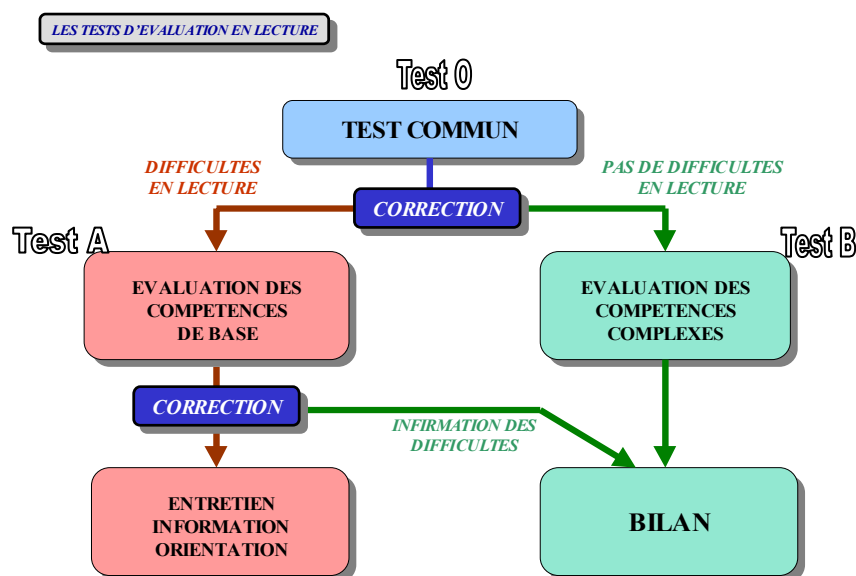 LES TESTS D'EVALUATION EN LECTURE
Test 0
TEST COMMUN
DIFFICULTES
EN LECTURE
PAS DE DIFFICULTES
EN LECTURE
CORRECTION
Test A
Test B
EVALUATION DES
COMPETENCES
DE BASE
EVALUATION DES
COMPETENCES
COMPLEXES
CORRECTION
INFIRMATION DES
DIFFICULTES
ENTRETIEN
INFORMATION
ORIENTATION
BILAN